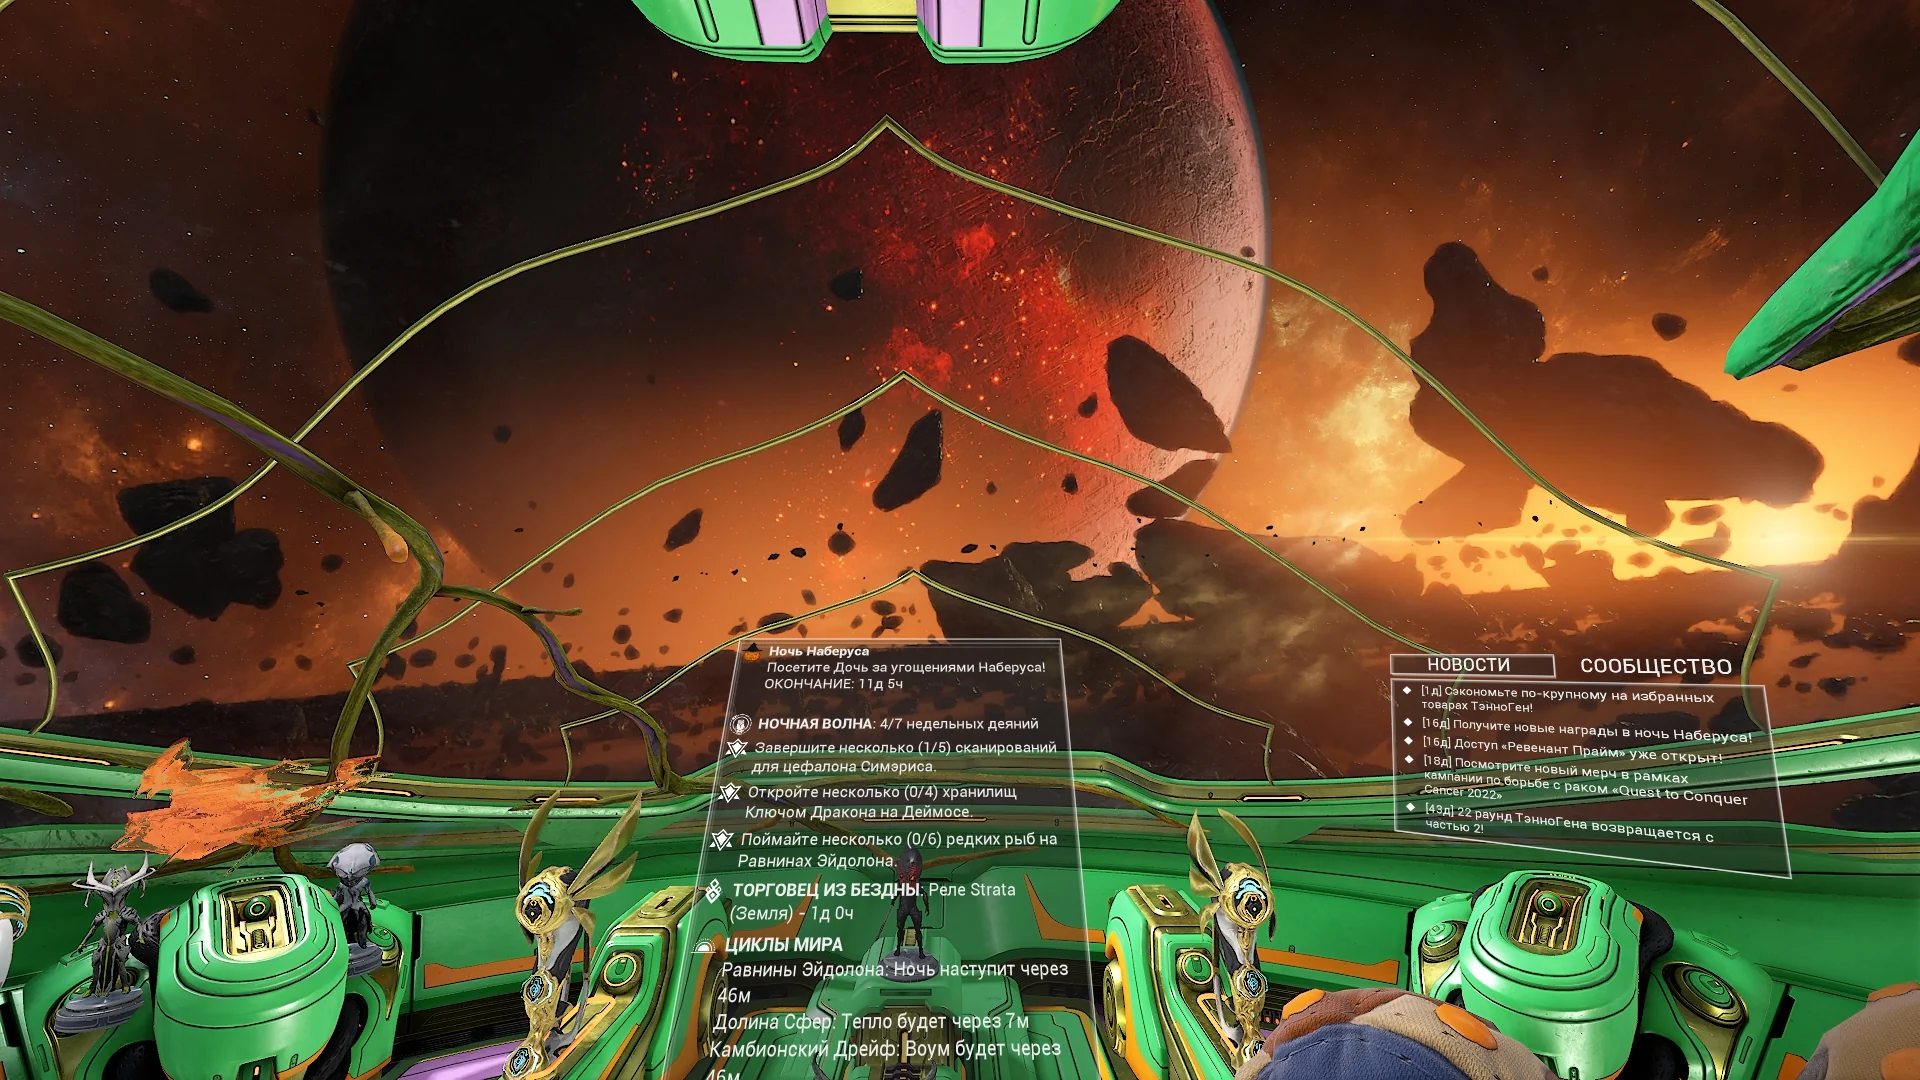 Ночь Наберуса
Посетите Дочь за угощениями Наберуса!
ОКОНЧАНИЕ: 11д 5ч
НОЧНАЯ ВОЛНА: 4/7 недельных деяний
Завершите несколько (1/5) сканирований
для цефалона Симэриса.
Откройте несколько (0/4) хранилищ
Ключом Дракона на Деймосе.
Поймайте несколько (0/6) редких рыб на
Равнинах Эйдолона.
ТОРГОВЕЦ ИЗ БЕЗДНЫ: Реле Strata
(Земля) - 1д 0ч
ЦИКЛЫ МИРА
Равнины Эйдолона: Ночь наступит через
46м
Долина Сфер: Тепло будет через 7м
Камбионский Дрейф: Воум будет через
46м
НОВОСТИ СООБЩЕСТВО
[1д] Сэкономьте по-крупному на избранных
товарах ТэнноГен!
[16д] Получите новые награды в ночь Наберуса!
[16д] Доступ «Ревенант Прайм» уже открыт!
[18д] Посмотрите новый мерч в рамках
кампании по борьбе с раком «Quest to Conquer
Cancer 2022»
[43д] 22 раунд ТэнноГена возвращается с
частью 2!